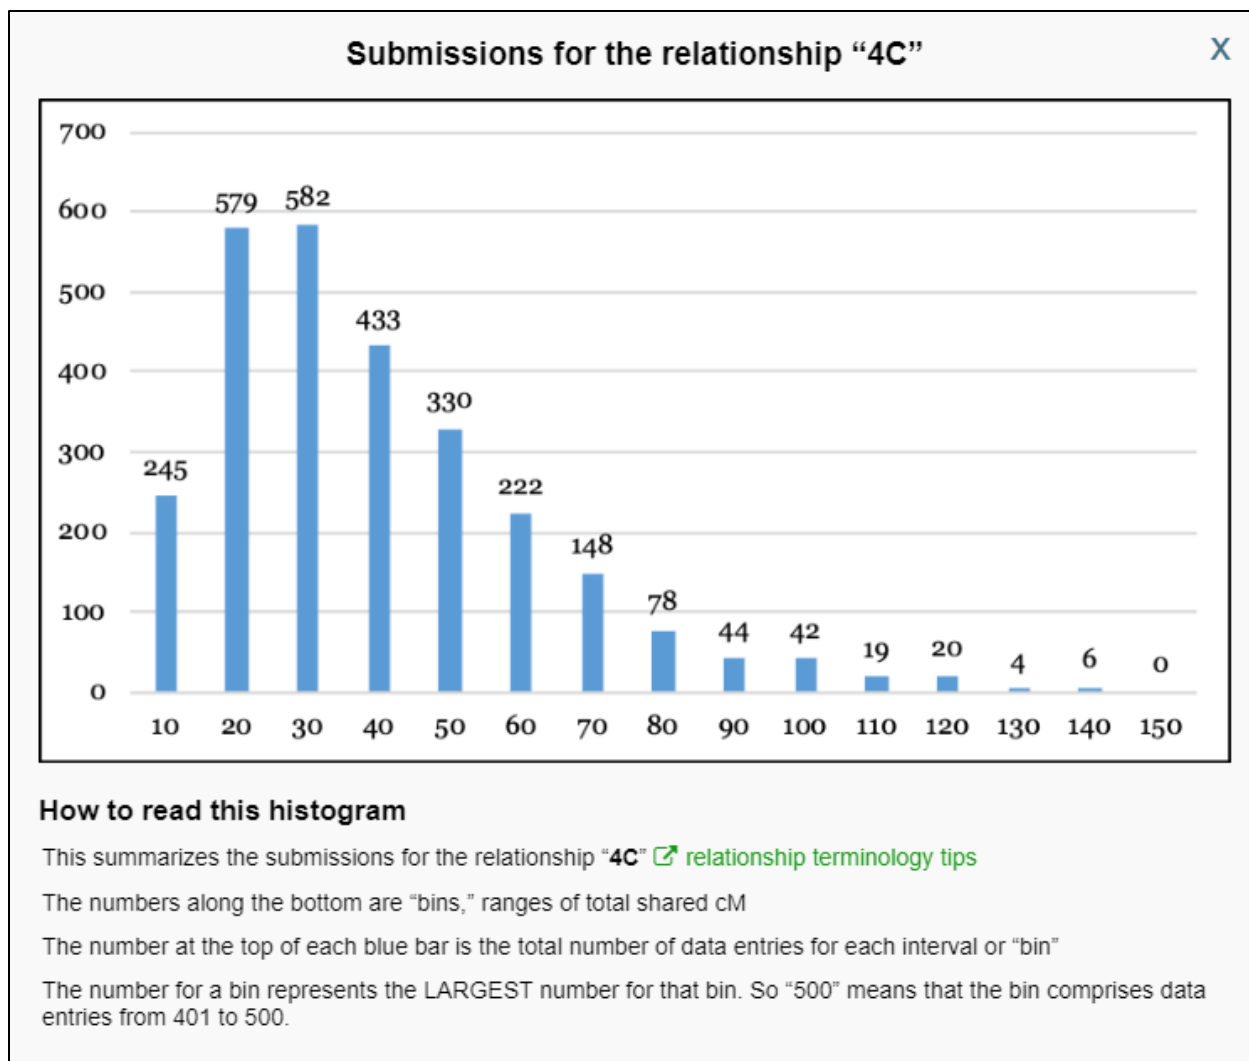 Submissions for the relationship “4C”
X
700
600
500
400
300
200
100
0
245
579
582
433
330
222
148
78
44
42
19
20
4
6
0
10 20 30 40 50 60 70 80 90 100 110 120 130 140 150
How to read this histogram
This summarizes the submissions for the relationship “4C” relationship terminology tips
The numbers along the bottom are “bins,” ranges of total shared cM
The number at the top of each blue bar is the total number of data entries for each interval or “bin”
The number for a bin represents the LARGEST number for that bin. So “500” means that the bin comprises data
entries from 401 to 500.